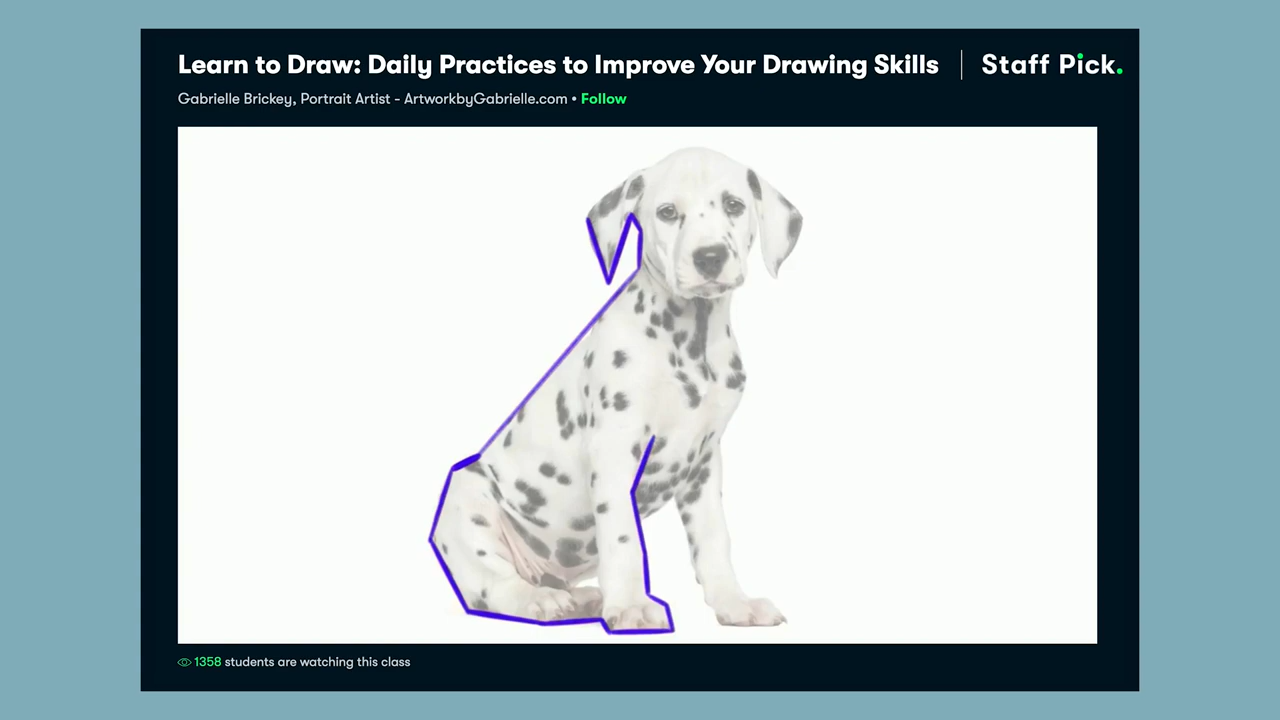 Learn to Draw: Daily Practices to Improve Your Drawing Skills | Staff Pick.
Gabrielle Brickey, Portrait Artist - ArtworkbyGabrielle.com • Follow
1358 students are watching this class